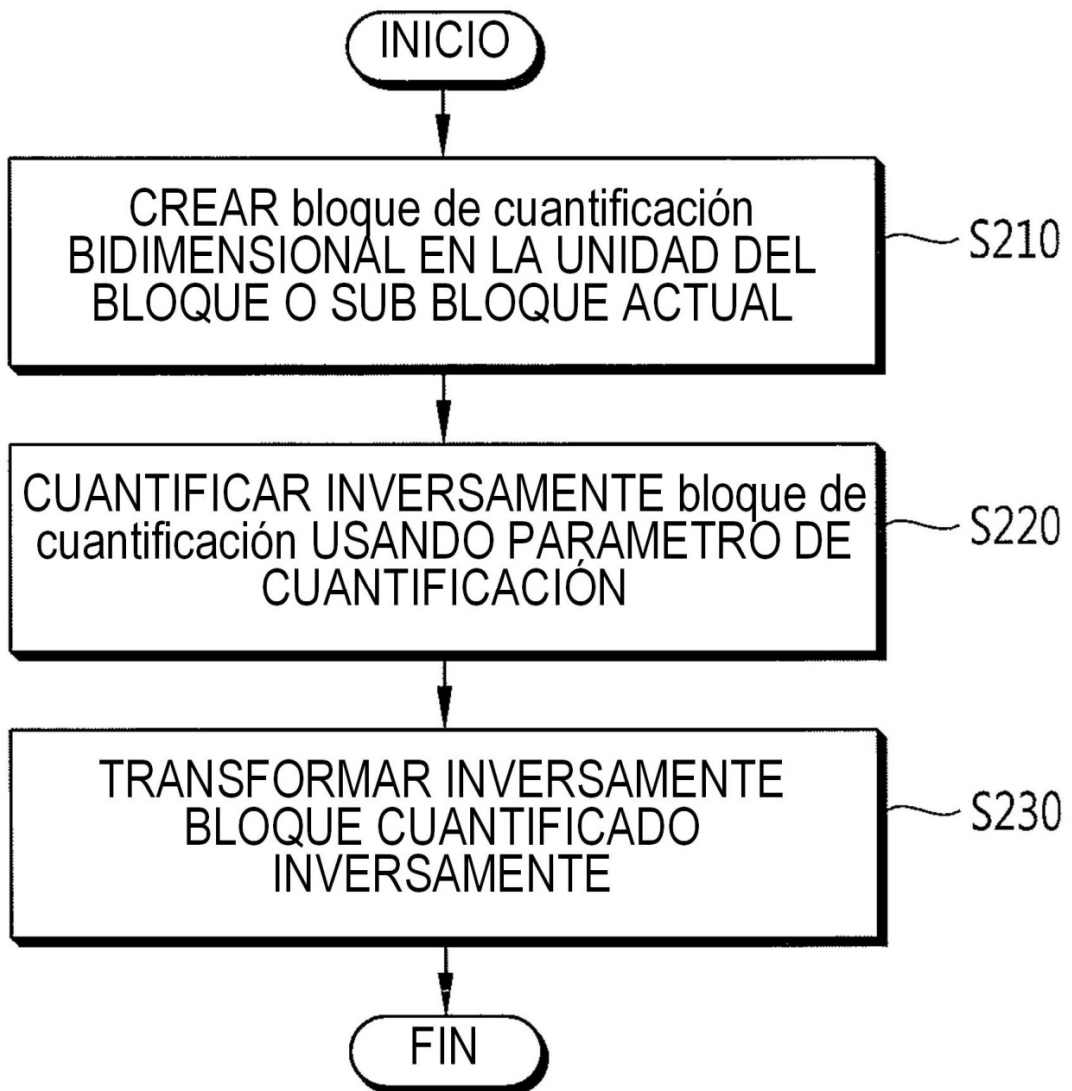 INICIO
CREAR bloque de cuantificación
BIDIMENSIONAL EN LA UNIDAD DEL
BLOQUE O SUB BLOQUE ACTUAL
S210
CUANTIFICAR INVERSAMENTE bloque de
cuantificación USANDO PARAMETRO DE
CUANTIFICACIÓN
S220
TRANSFORMAR INVERSAMENTE
BLOQUE CUANTIFICADO
INVERSAMENTE
S230
FIN